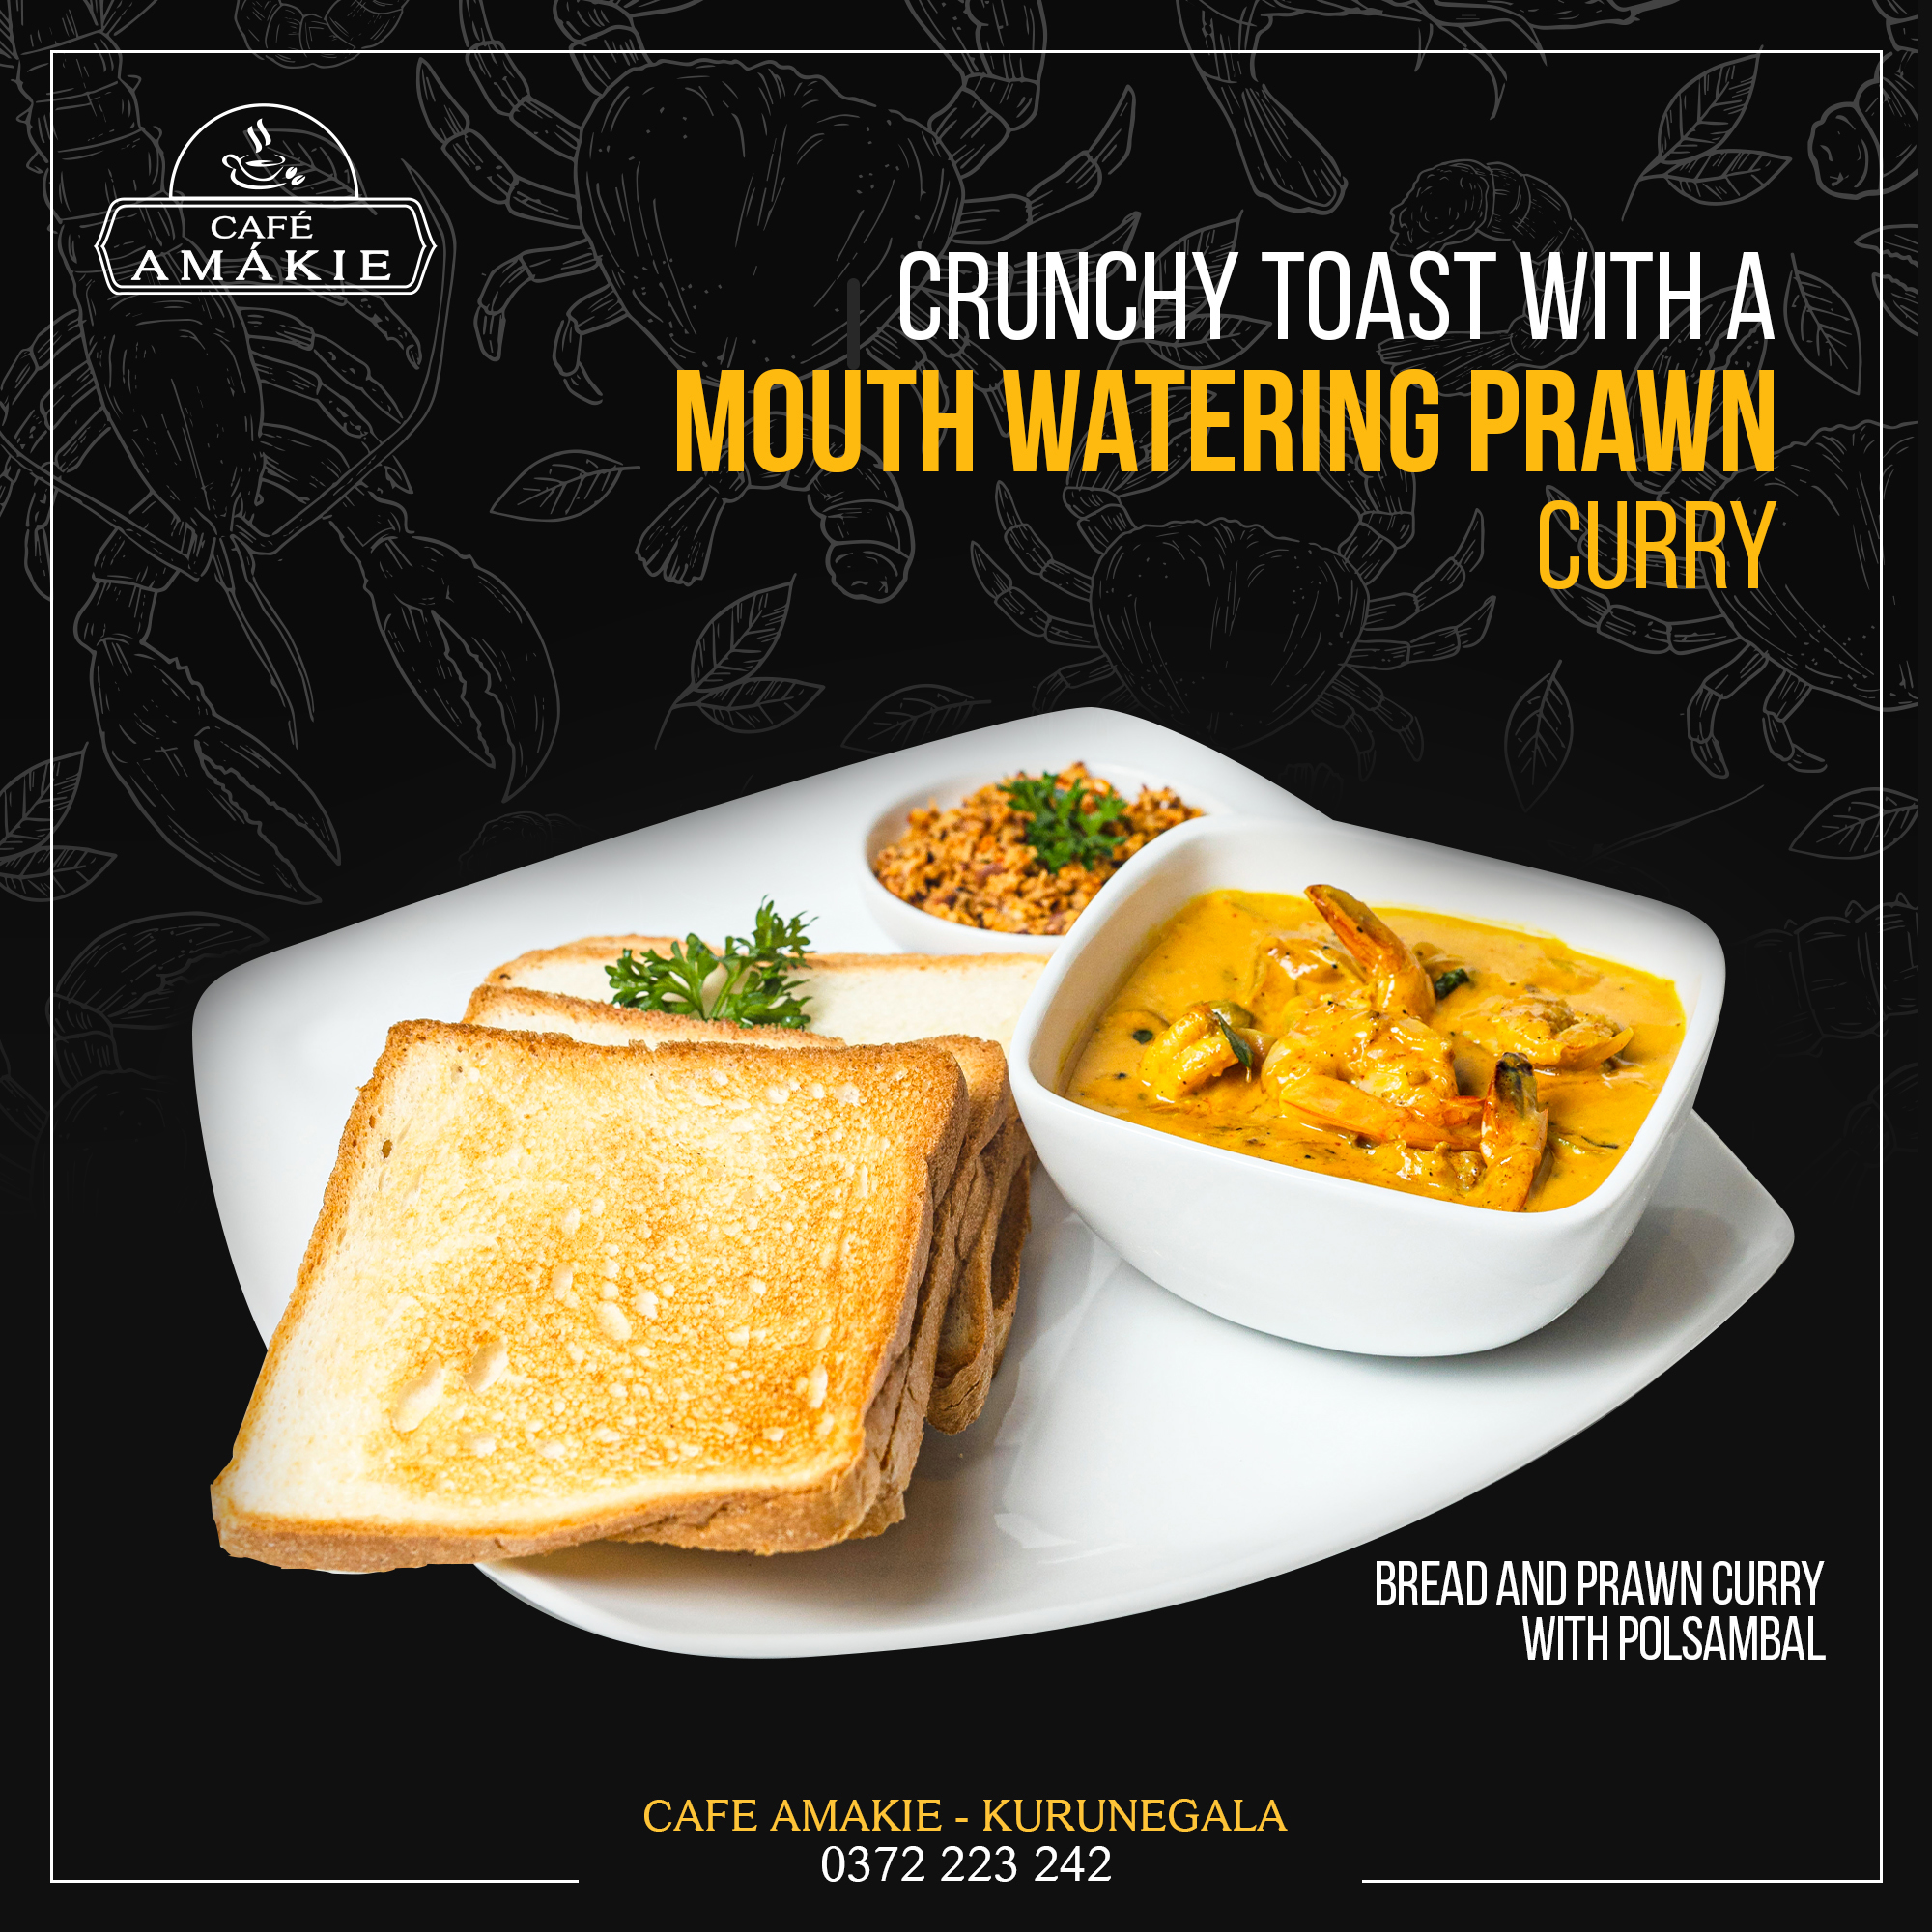 CAFÉ
AMÁKIE
CRUNCHY TOAST WITH A
MOUTH WATERING PRAWN
CURRY
BREAD AND PRAWN CURRY
WITH POLSAMBAL
CAFE AMAKIE - KURUNEGALA
0372 223 242